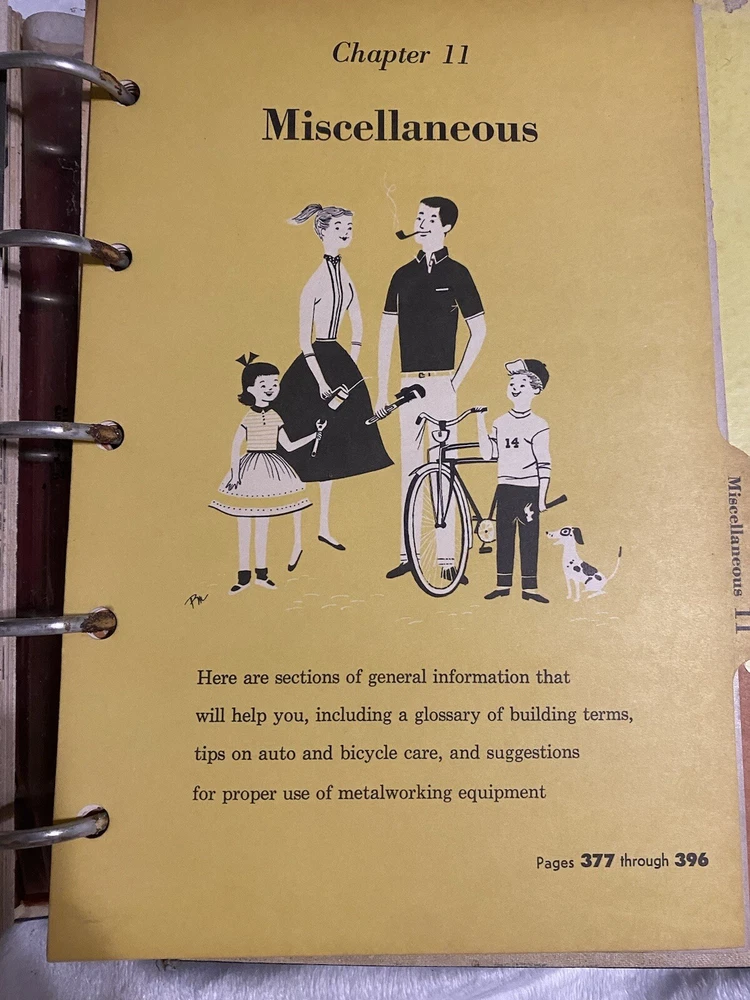 Chapter 11
Miscellaneous
14
Here are sections of general information that
will help you, including a glossary of building terms,
tips on auto and bicycle care, and suggestions
for proper use of metalworking equipment
Pages 377 through 396
Miscellaneous 11